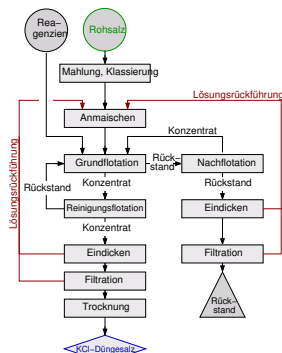 Rea–
genzien
Rohsalz
Mahlung, Klassierung
Lösungsrückführung
Anmaischen
Konzentrat
Grundflotation
Rück–
stand
Nachflotation
Konzentrat
Rückstand
Rückstand
Reinigungsflotation
Eindicken
Konzentrat
Lösungsrückführung
Eindicken
Filtration
Filtration
Trocknung
Rück–
stand
KCl–Düngesalz